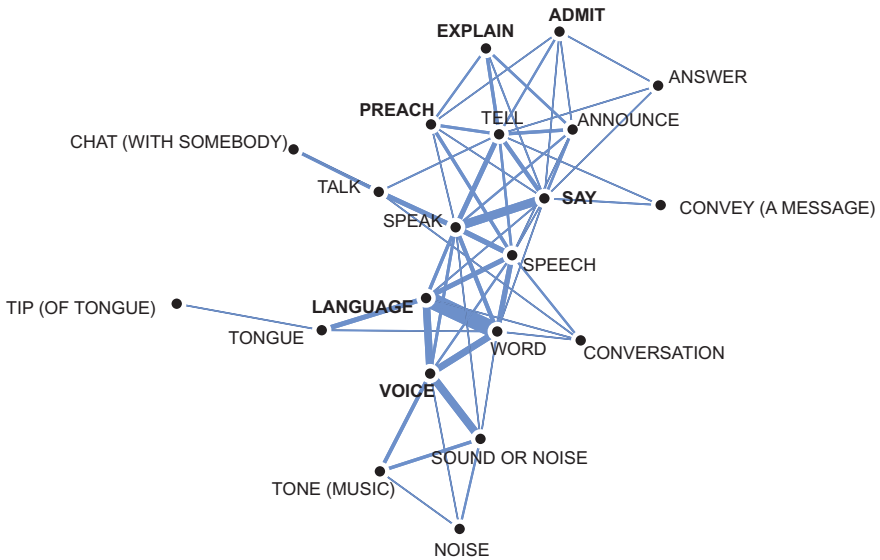 ADMIT
EXPLAIN
ANSWER
PREACH
TELL
ANNOUNCE
CHAT (WITH SOMEBODY)
TALK
SAY
CONVEY (A MESSAGE)
SPEAK
SPEECH
TIP (OF TONGUE)
LANGUAGE
TONGUE
WORD
CONVERSATION
VOICE
SOUND OR NOISE
TONE (MUSIC)
NOISE